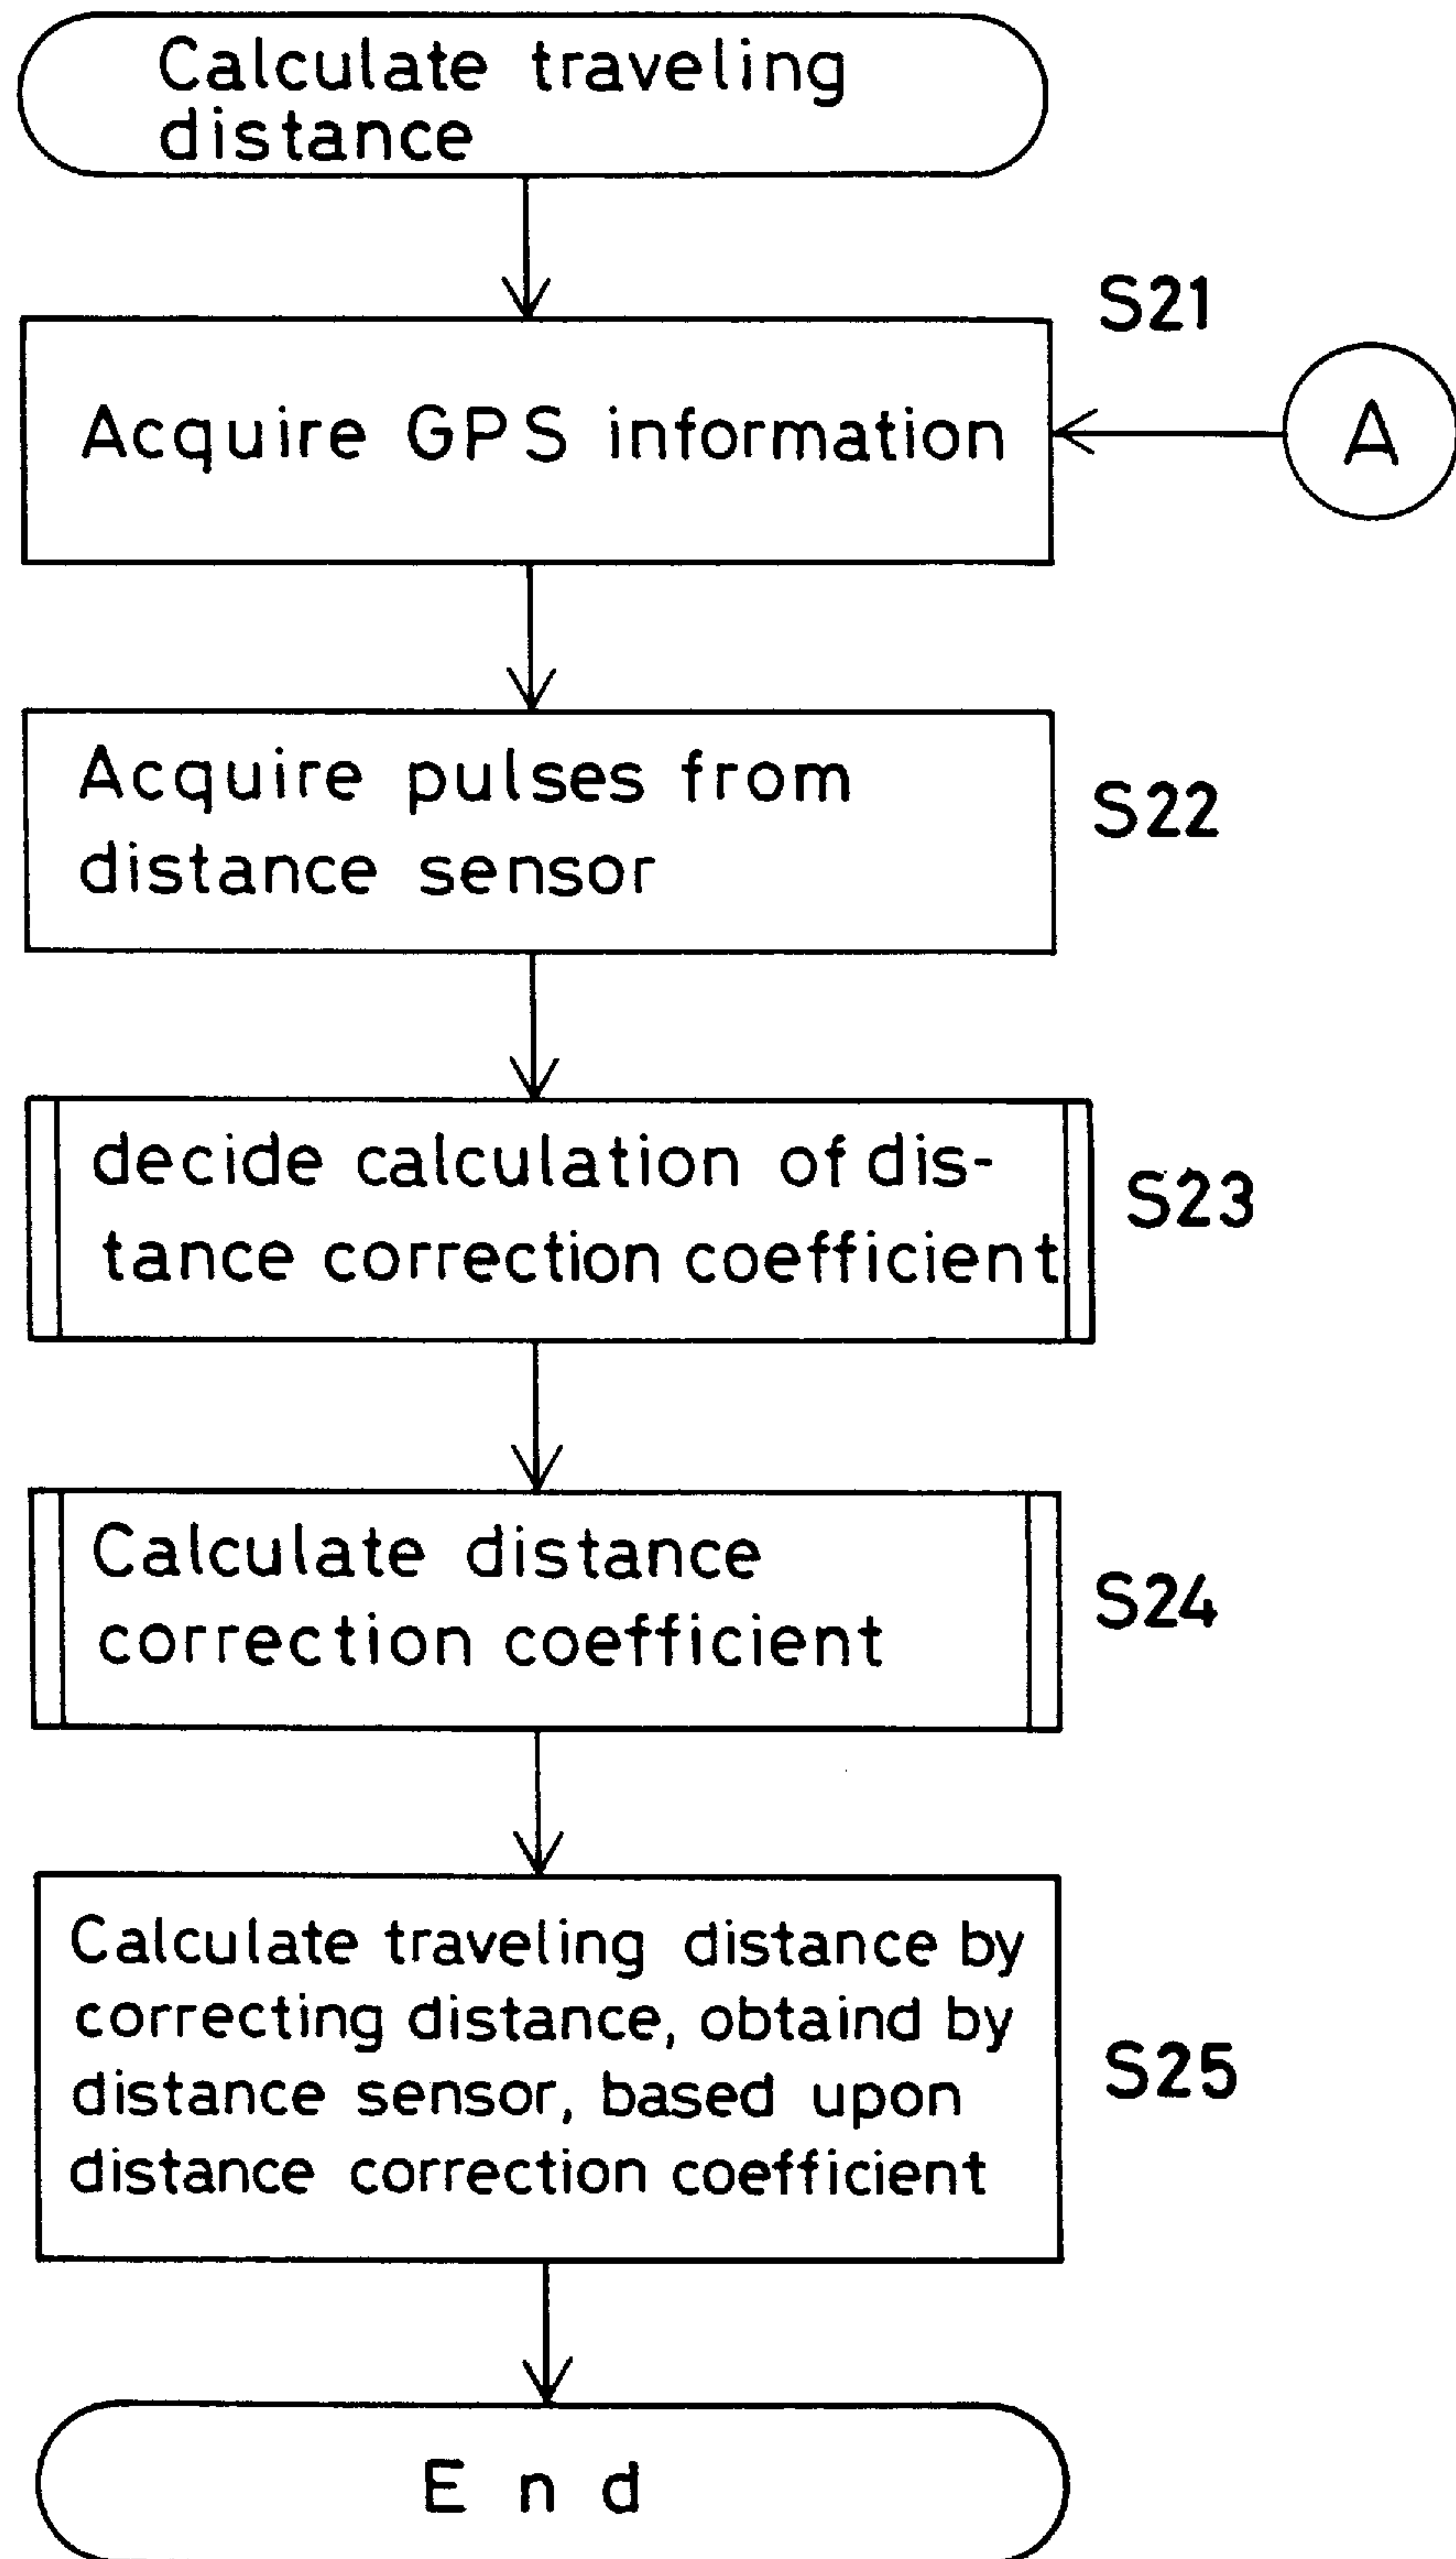 Calculate traveling
distance
S21
Acquire GPS information
A
Acquire pulses from
distance sensor
S22
decide calculation of dis-
tance correction coefficient
S23
Calculate distance
correction coefficient
S24
Calculate traveling distance by
correcting distance, obtaind by
distance sensor, based upon
distance correction coefficient
S25
End